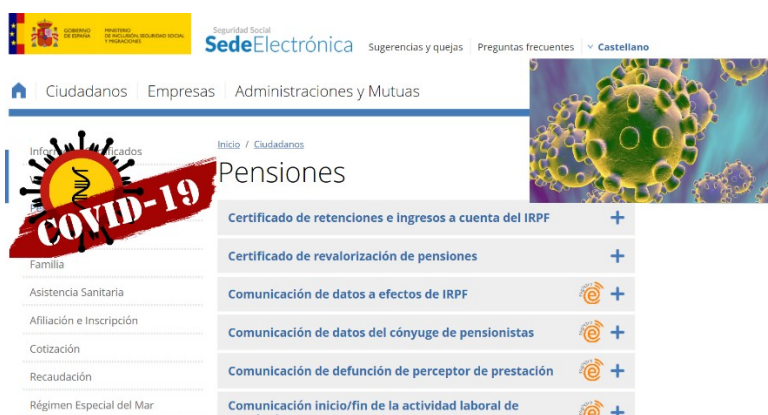 GOBIERNO DE ESPAÑA
MINISTERIO DE INCLUSIÓN, SEGURIDAD SOCIAL Y MIGRACIONES
Seguridad Social
SedeElectrónica
Sugerencias y quejas
Preguntas frecuentes
Castellano
Ciudadanos
Empresas
Administraciones y Mutuas
Inicio / Ciudadanos
Pensiones
COVID-19
Familia
Asistencia Sanitaria
Afiliación e Inscripción
Cotización
Recaudación
Régimen Especial del Mar
Certificado de retenciones e ingresos a cuenta del IRPF
Certificado de revalorización de pensiones
Comunicación de datos a efectos de IRPF
Comunicación de datos del cónyuge de pensionistas
Comunicación de defunción de perceptor de prestación
Comunicación inicio/fin de la actividad laboral de